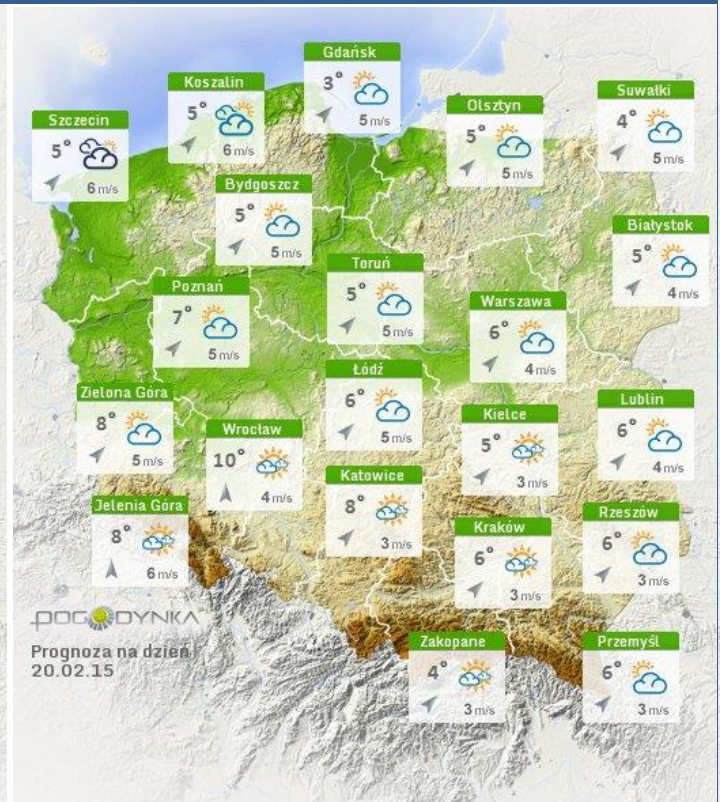 Gdańsk
3°
5 m/s
Koszalin
5°
6 m/s
Suwałki
4°
5 m/s
Olsztyn
5°
5 m/s
Szczecin
5°
6 m/s
Bydgoszcz
5°
5 m/s
Białystok
5°
4 m/s
Toruń
5°
5 m/s
Poznań
7°
5 m/s
Warszawa
6°
4 m/s
Łódź
6°
5 m/s
Zielona Góra
8°
5 m/s
Lublin
6°
4 m/s
Kielce
5°
3 m/s
Wrocław
10°
4 m/s
Katowice
8°
3 m/s
Jelenia Góra
8°
6 m/s
Rzeszów
6°
3 m/s
Kraków
6°
3 m/s
POGODYNKA
Prognoza na dzień
20.02.15
Zakopane
4°
3 m/s
Przemyśl
6°
3 m/s